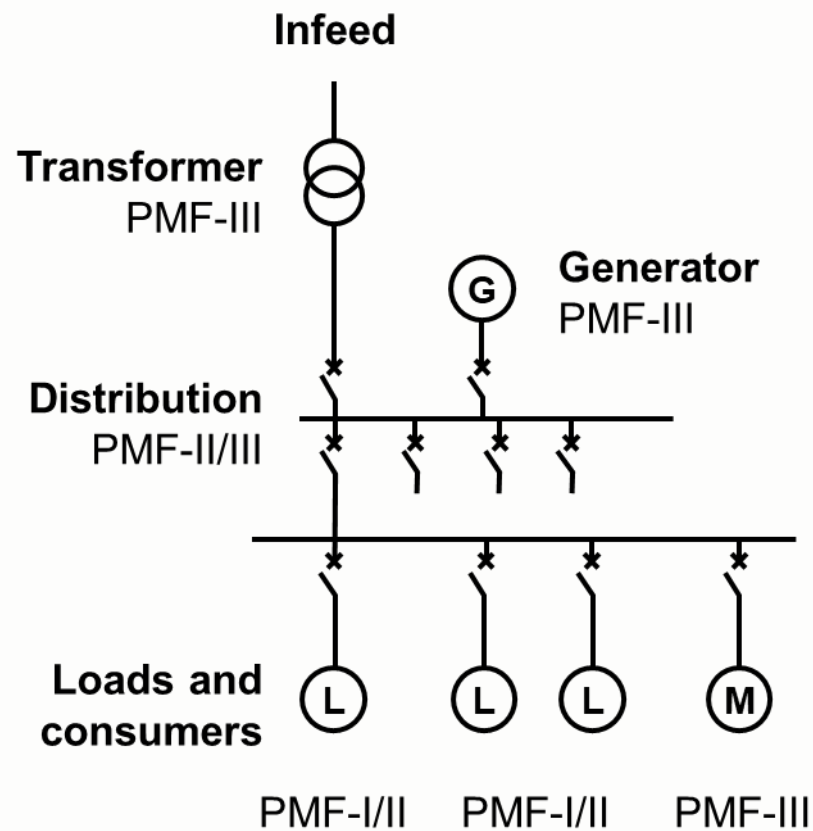 Infeed
Transformer
PMF-III
G
Generator
PMF-III
Distribution
PMF-II/III
Loads and
consumers
L
L
L
M
PMF-I/II
PMF-I/II
PMF-III